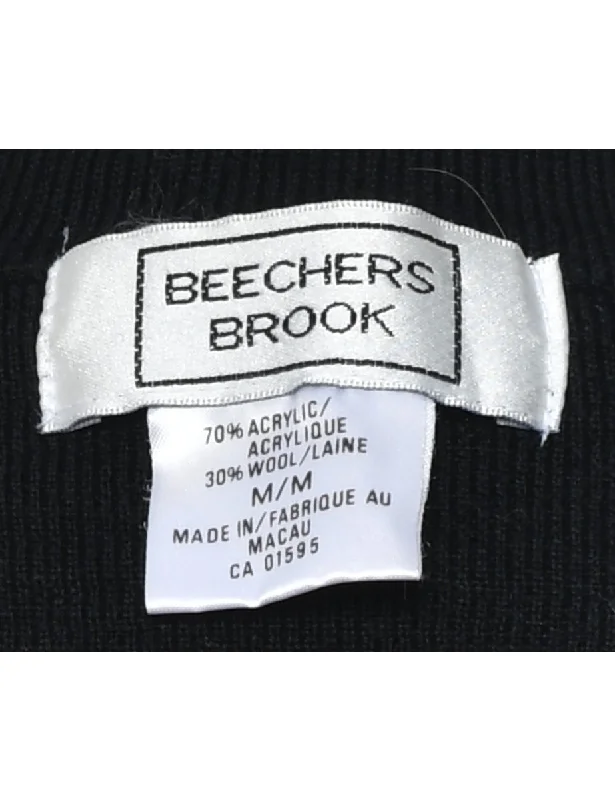 BEECHERS
BROOK
70% ACRYLIC/
ACRYLIQUE
30% WOOL/LAINE
M/M
MADE IN/FABRIQUE AU
MACAU
CA 01595